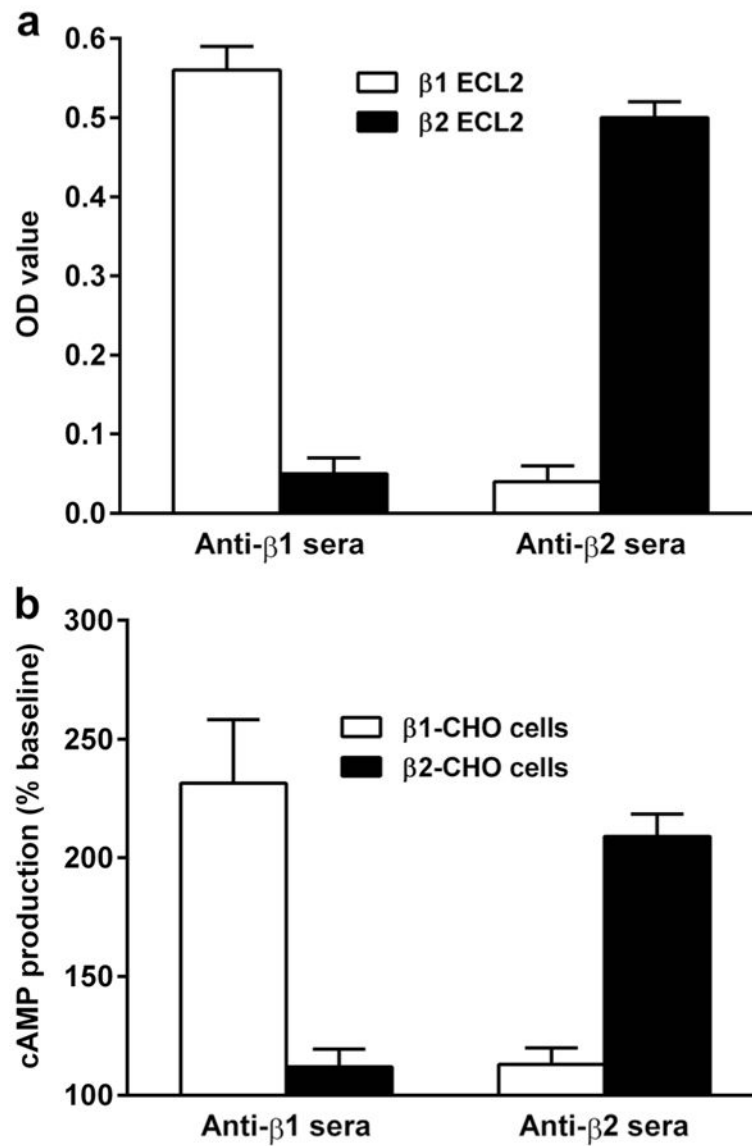 a
0.6
0.5
0.4
0.3
0.2
0.1
0.0
OD value
β1 ECL2
β2 ECL2
Anti-β1 sera
Anti-β2 sera
b
300
250
200
150
100
cAMP production (% baseline)
β1-CHO cells
β2-CHO cells
Anti-β1 sera
Anti-β2 sera